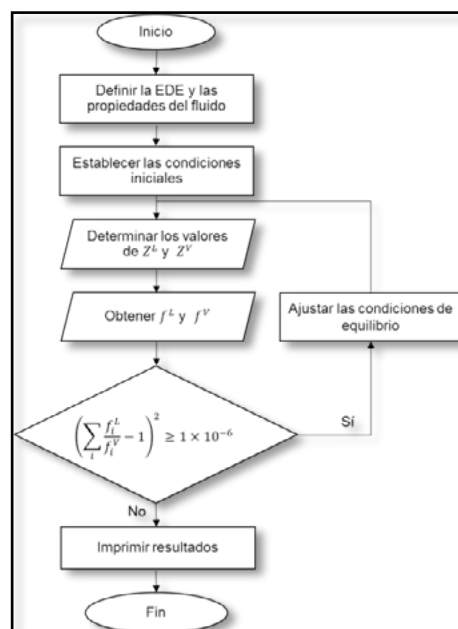 Inicio
Definir la EDE y las
propiedades del fluido
Establecer las condiciones
iniciales
Determinar los valores
de Z^L y Z^V
Obtener f^L y f^V
Ajustar las condiciones de
equilibrio
(∑_i f_i^L / f_i^V − 1)^2 ≥ 1 × 10^−6
Sí
No
Imprimir resultados
Fin